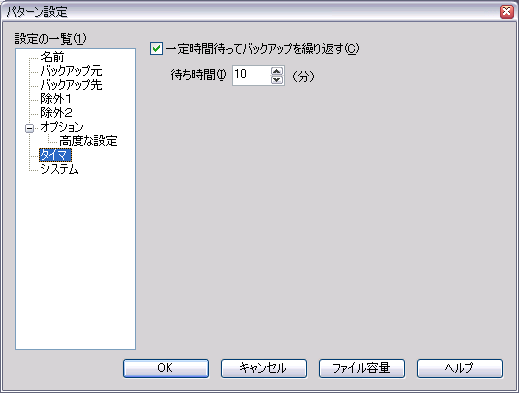 パターン設定
設定の一覧(1)
名前
バックアップ元
バックアップ先
除外1
除外2
オプション
高度な設定
タイマ
システム
一定時間待ってバックアップを繰り返す(C)
待ち時間(I) 10 (分)
OK キャンセル ファイル容量 ヘルプ